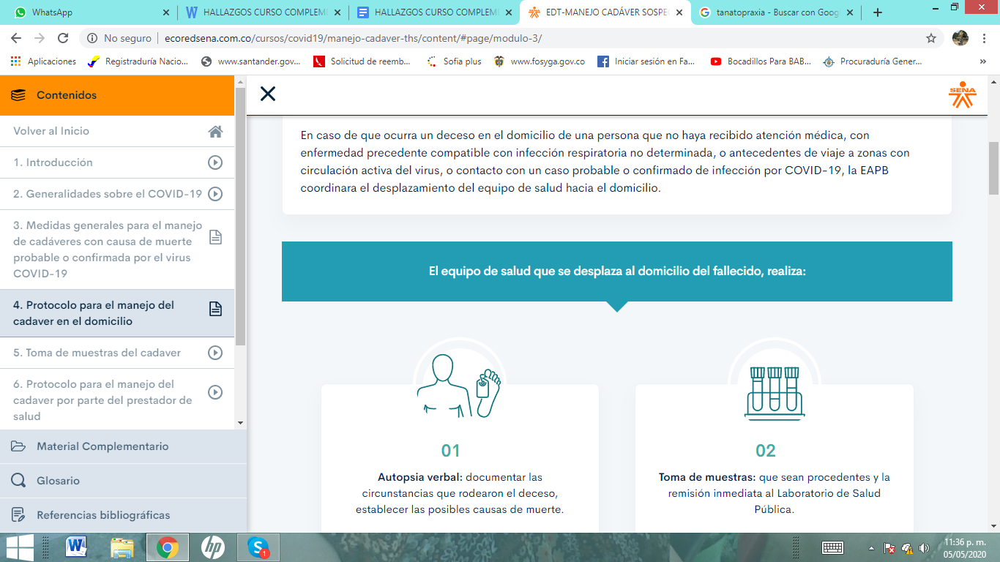 WhatsApp
HALLAZGOS CURSO COMPLEM
HALLAZGOS CURSO COMPLEM
EDT-MANEJO CADÁVER SOSPE
tanatopraxia - Buscar con Goog
No seguro
ecoredsena.com.co/cursos/covid19/manejo-cadaver-ths/content/#page/modulo-3/
Aplicaciones
Registraduría Nacio...
www.santander.gov...
Solicitud de reemb...
Sofia plus
www.fosyga.gov.co
Iniciar sesión en Fa...
Bocadillos Para BAB...
Procuraduría Gener...
»
Contenidos
Volver al Inicio
1. Introducción
2. Generalidades sobre el COVID-19
3. Medidas generales para el manejo
de cadáveres con causa de muerte
probable o confirmada por el virus
COVID-19
4. Protocolo para el manejo del
cadaver en el domicilio
5. Toma de muestras del cadaver
6. Protocolo para el manejo del
cadaver por parte del prestador de
salud
Material Complementario
Glosario
Referencias bibliográficas
SENA
En caso de que ocurra un deceso en el domicilio de una persona que no haya recibido atención médica, con
enfermedad precedente compatible con infección respiratoria no determinada, o antecedentes de viaje a zonas con
circulación activa del virus, o contacto con un caso probable o confirmado de infección por COVID-19, la EAPB
coordinara el desplazamiento del equipo de salud hacia el domicilio.
El equipo de salud que se desplaza al domicilio del fallecido, realiza:
01
Autopsia verbal: documentar las
circunstancias que rodearon el deceso,
establecer las posibles causas de muerte.
02
Toma de muestras: que sean procedentes y la
remisión inmediata al Laboratorio de Salud
Pública.
1
11:36 p. m.
05/05/2020